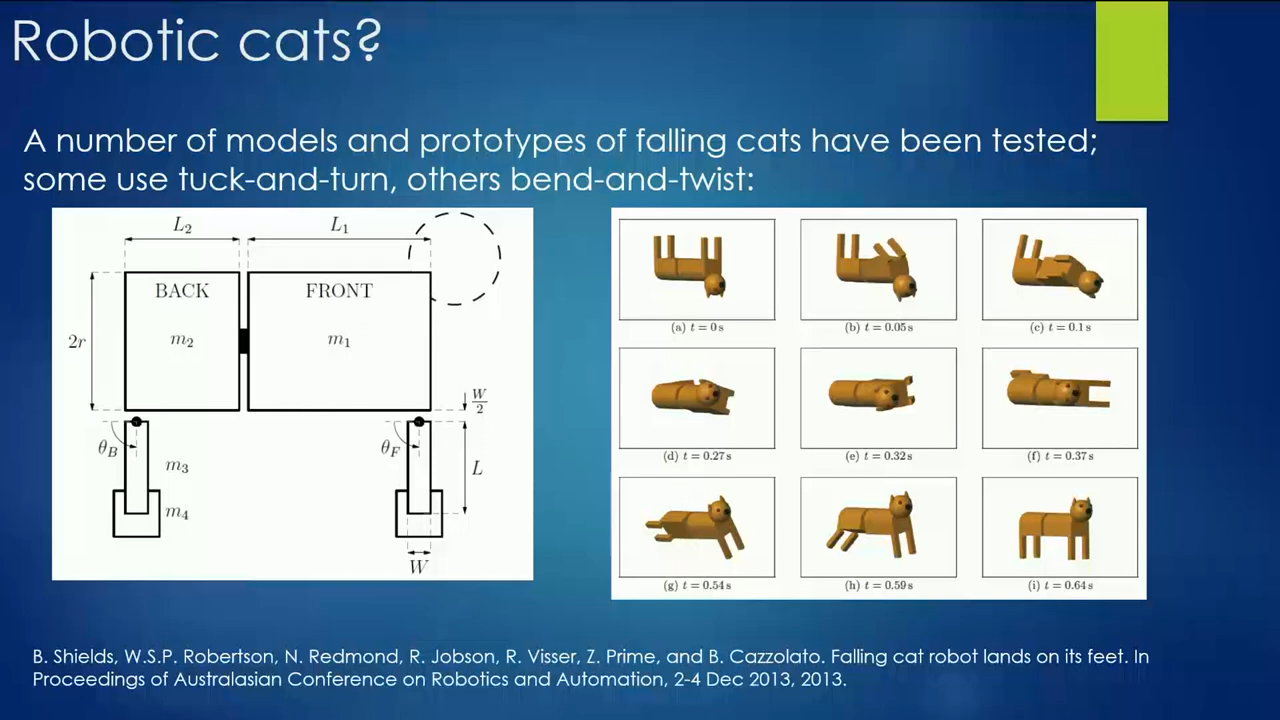 Robotic cats?
A number of models and prototypes of falling cats have been tested;
some use tuck-and-turn, others bend-and-twist:
L₂ L₁
BACK FRONT
2r m₂ m₁
W/2
θ_B θ_F
m₃ L
m₄
W
(a) t = 0 s (b) t = 0.05 s (c) t = 0.1 s
(d) t = 0.27 s (e) t = 0.32 s (f) t = 0.37 s
(g) t = 0.54 s (h) t = 0.59 s (i) t = 0.64 s
B. Shields, W.S.P. Robertson, N. Redmond, R. Jobson, R. Visser, Z. Prime, and B. Cazzolato. Falling cat robot lands on its feet. In
Proceedings of Australasian Conference on Robotics and Automation, 2-4 Dec 2013, 2013.